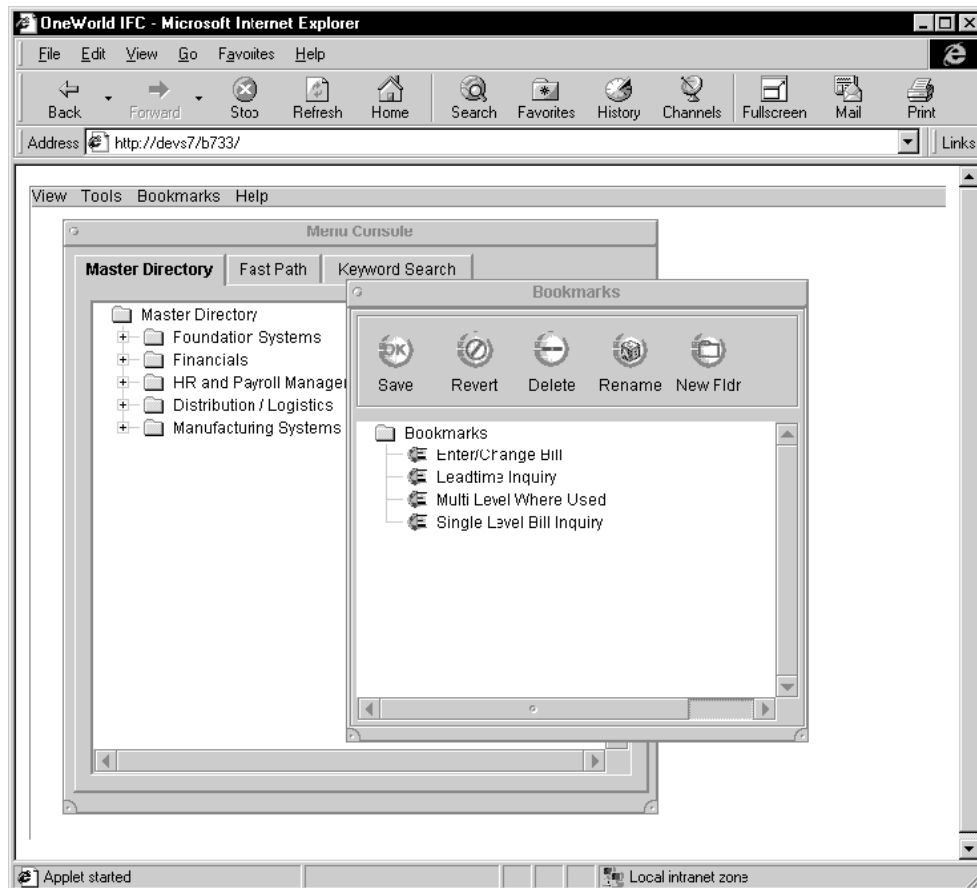 OneWorld IFC - Microsoft Internet Explorer
File Edit View Go Favorites Help
Back Forward Stop Refresh Home Search Favorites History Channels Fullscreen Mail Print
Address http://devs7/b733/ Links
View Tools Bookmarks Help
Menu Console
Master Directory Fast Path Keyword Search
Bookmarks
Master Directory
Foundation Systems
Financials
HR and Payroll Manager
Distribution / Logistics
Manufacturing Systems
OK
Save Revert Delete Rename New Fldr
Bookmarks
Enter/Change Bill
Leadtime Inquiry
Multi Level Where Used
Single Level Bill Inquiry
Applet started Local intranet zone